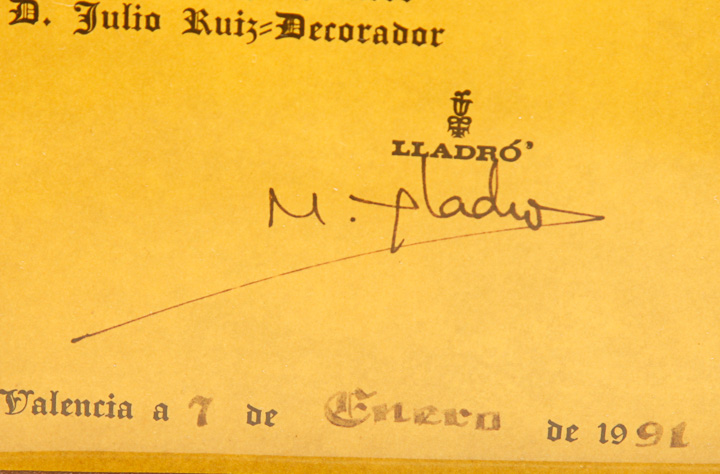 D. Julio Ruiz=Decorador
LLADRÓ
M. Lladro
Valencia a 7 de Enero de 1991